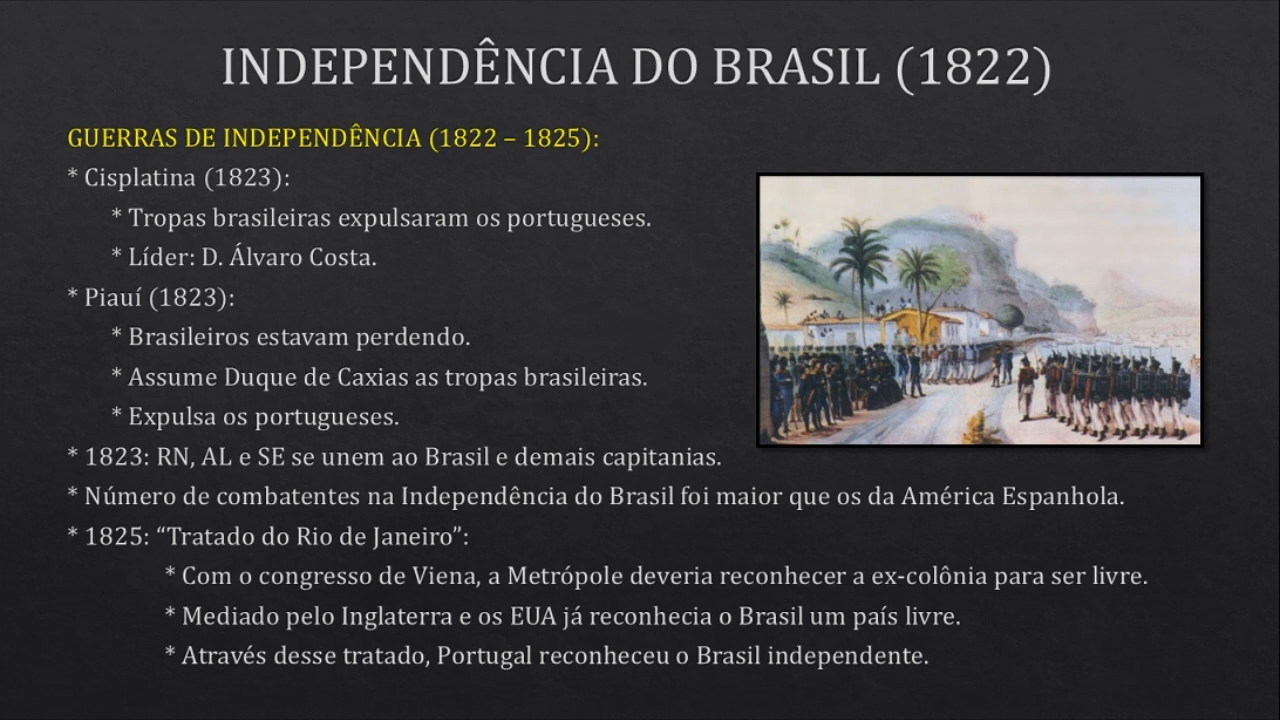 INDEPENDÊNCIA DO BRASIL (1822)
GUERRAS DE INDEPENDÊNCIA (1822 – 1825):
* Cisplatina (1823):
* Tropas brasileiras expulsaram os portugueses.
* Líder: D. Álvaro Costa.
* Piauí (1823):
* Brasileiros estavam perdendo.
* Assume Duque de Caxias as tropas brasileiras.
* Expulsa os portugueses.
* 1823: RN, AL e SE se unem ao Brasil e demais capitanias.
* Número de combatentes na Independência do Brasil foi maior que os da América Espanhola.
* 1825: “Tratado do Rio de Janeiro”:
* Com o congresso de Viena, a Metrópole deveria reconhecer a ex-colônia para ser livre.
* Mediado pelo Inglaterra e os EUA já reconhecia o Brasil um país livre.
* Através desse tratado, Portugal reconheceu o Brasil independente.